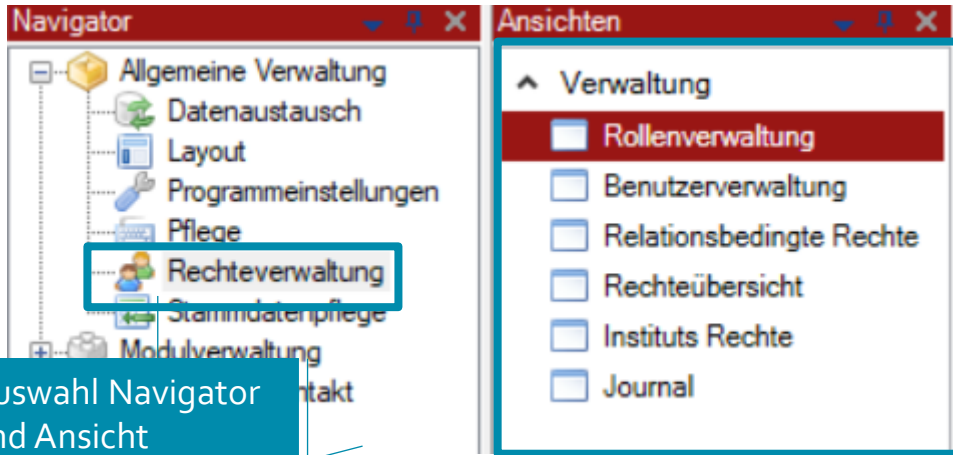 Navigator
Allgemeine Verwaltung
Datenaustausch
Layout
Programmeinstellungen
Pflege
Rechteverwaltung
Stammdatenpflege
Modulverwaltung
ntakt
uswahl Navigator
nd Ansicht
Ansichten
Verwaltung
Rollenverwaltung
Benutzerverwaltung
Relationsbedingte Rechte
Rechteübersicht
Instituts Rechte
Journal